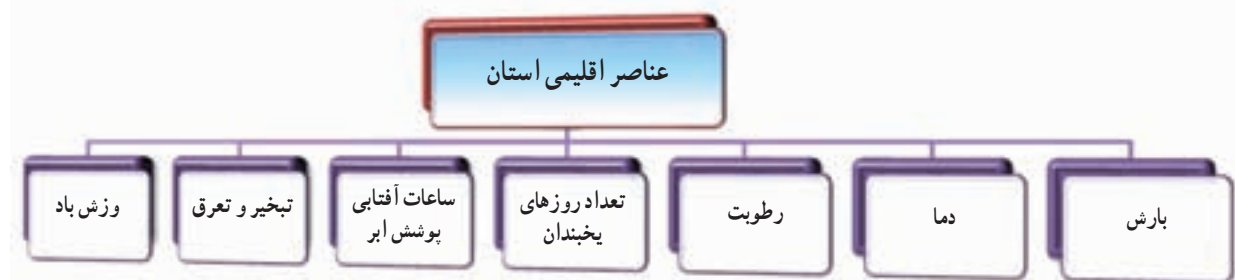 عناصر اقلیمی استان
بارش
دما
رطوبت
تعداد روزهای
یخبندان
ساعات آفتابی
پوشش ابر
تبخیر و تعرق
وزش باد